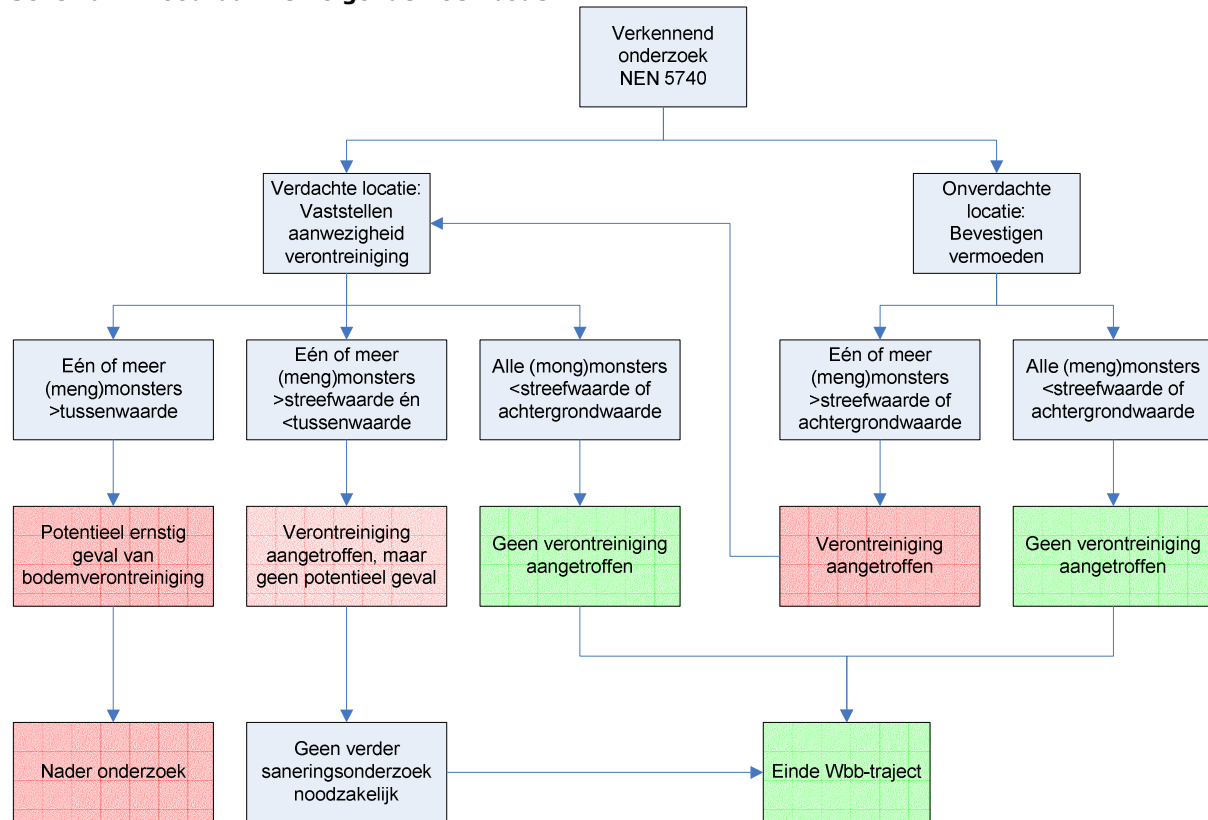 Verkennend
onderzoek
NEN 5740
Verdachte locatie:
Vaststellen
aanwezigheid
verontreiniging
Onverdachte
locatie:
Bevestigen
vermoeden
Eén of meer
(meng)monsters
>tussenwaarde
Eén of meer
(meng)monsters
>streefwaarde én
<tussenwaarde
Alle (mong)monsters
<streefwaarde of
achtergrondwaarde
Eén of meer
(meng)monsters
>streefwaarde of
achtergrondwaarde
Alle (meng)monsters
<streefwaarde of
achtergrondwaarde
Potentieel ernstig
geval van
bodemverontreiniging
Verontreiniging
aangetroffen, maar
geen potentieel geval
Geen verontreiniging
aangetroffen
Verontreiniging
aangetroffen
Geen verontreiniging
aangetroffen
Nader onderzoek
Geen verder
saneringsonderzoek
noodzakelijk
Einde Wbb-traject